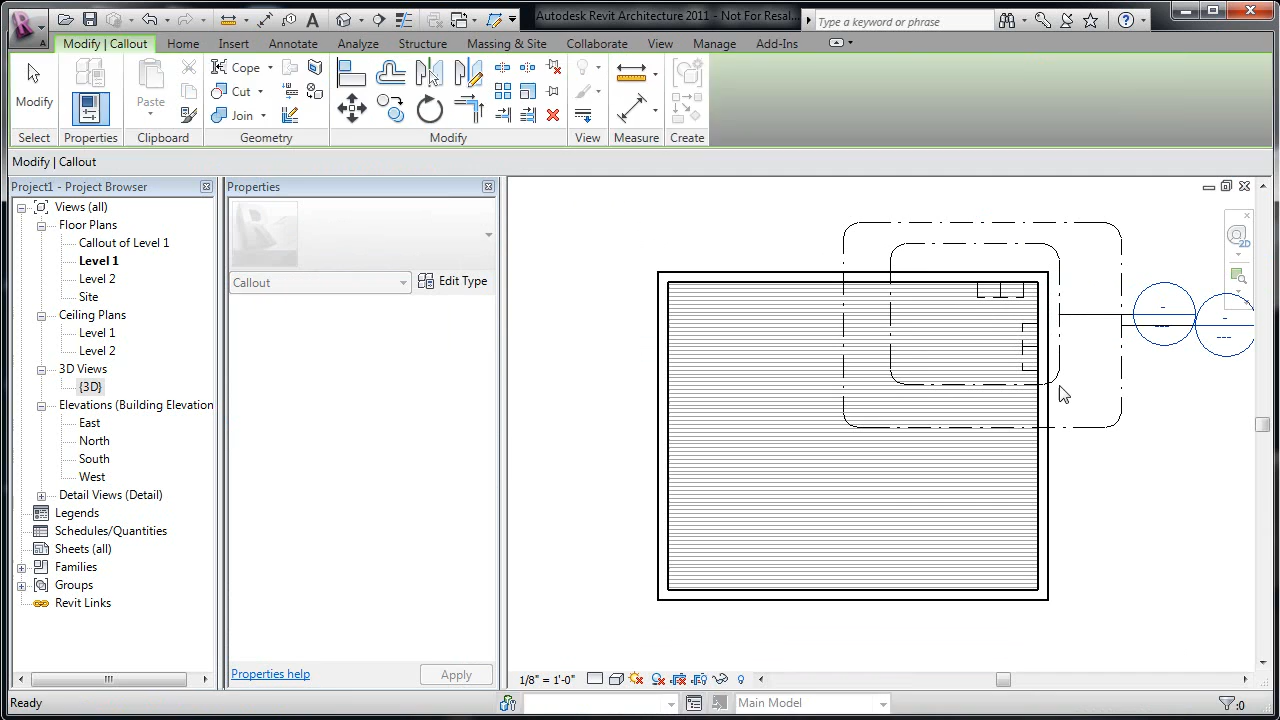 Autodesk Revit Architecture 2011 - Not For Resal...
Type a keyword or phrase
Modify | Callout
Home
Insert
Annotate
Analyze
Structure
Massing & Site
Collaborate
View
Manage
Add-Ins
Modify
Paste
Cope
Cut
Join
Select
Properties
Clipboard
Geometry
Modify
View
Measure
Create
Modify | Callout
Project1 - Project Browser
Properties
Views (all)
Floor Plans
Callout of Level 1
Level 1
Level 2
Site
Ceiling Plans
Level 1
Level 2
3D Views
{3D}
Elevations (Building Elevation
East
North
South
West
Detail Views (Detail)
Legends
Schedules/Quantities
Sheets (all)
Families
Groups
Revit Links
Callout
Edit Type
Properties help
Apply
2D
-
---
-
---
1/8" = 1'-0"
Ready
Main Model
:0